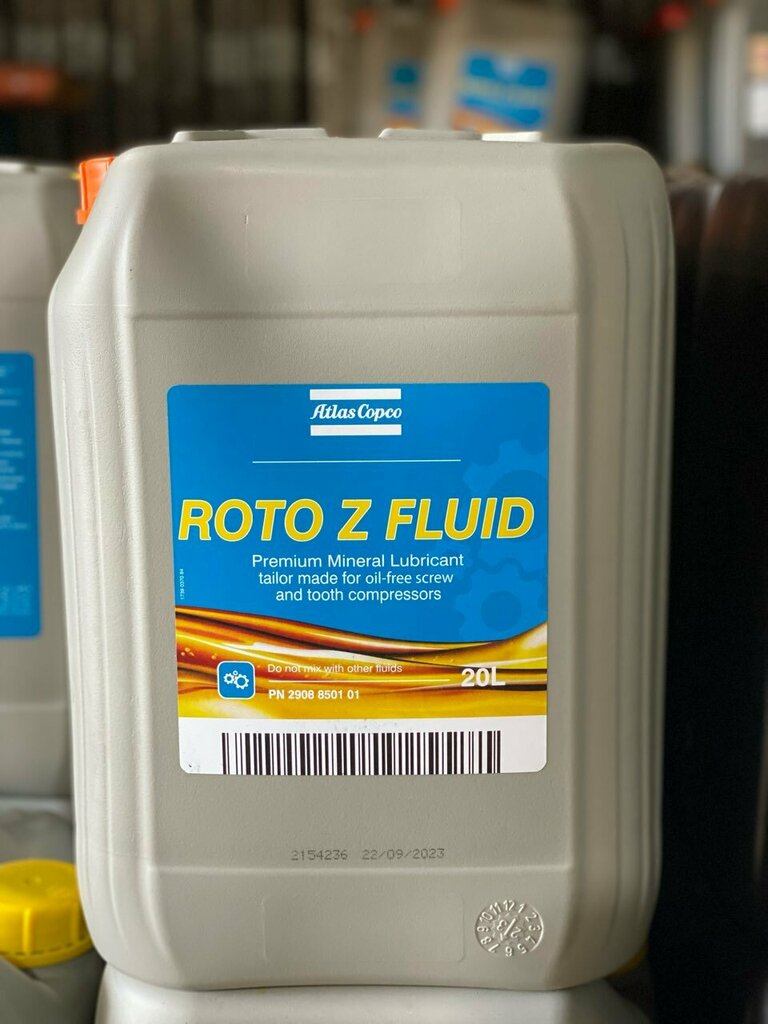 Atlas Copco
ROTO Z FLUID
Premium Mineral Lubricant
tailor made for oil-free screw
and tooth compressors
Do not mix with other fluids
PN 2908 8501 01
20L
2154236 22/09/2023